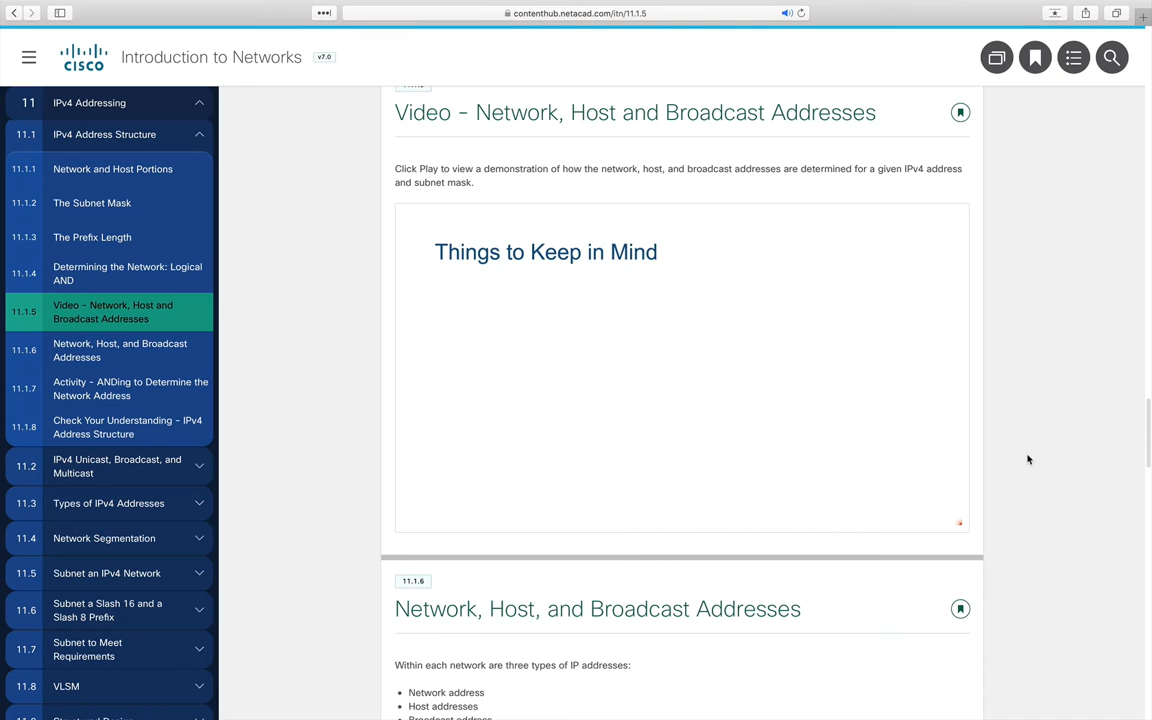 contenthub.netacad.com/itn/11.1.5
CISCO
Introduction to Networks
v7.0
11 IPv4 Addressing
11.1 IPv4 Address Structure
11.1.1 Network and Host Portions
11.1.2 The Subnet Mask
11.1.3 The Prefix Length
11.1.4 Determining the Network: Logical
AND
11.1.5 Video - Network, Host and
Broadcast Addresses
11.1.6 Network, Host, and Broadcast
Addresses
11.1.7 Activity - ANDing to Determine the
Network Address
11.1.8 Check Your Understanding - IPv4
Address Structure
11.2 IPv4 Unicast, Broadcast, and
Multicast
11.3 Types of IPv4 Addresses
11.4 Network Segmentation
11.5 Subnet an IPv4 Network
11.6 Subnet a Slash 16 and a
Slash 8 Prefix
11.7 Subnet to Meet
Requirements
11.8 VLSM
Video - Network, Host and Broadcast Addresses
Click Play to view a demonstration of how the network, host, and broadcast addresses are determined for a given IPv4 address
and subnet mask.
Things to Keep in Mind
11.1.6
Network, Host, and Broadcast Addresses
Within each network are three types of IP addresses:
• Network address
• Host addresses
• Broadcast address